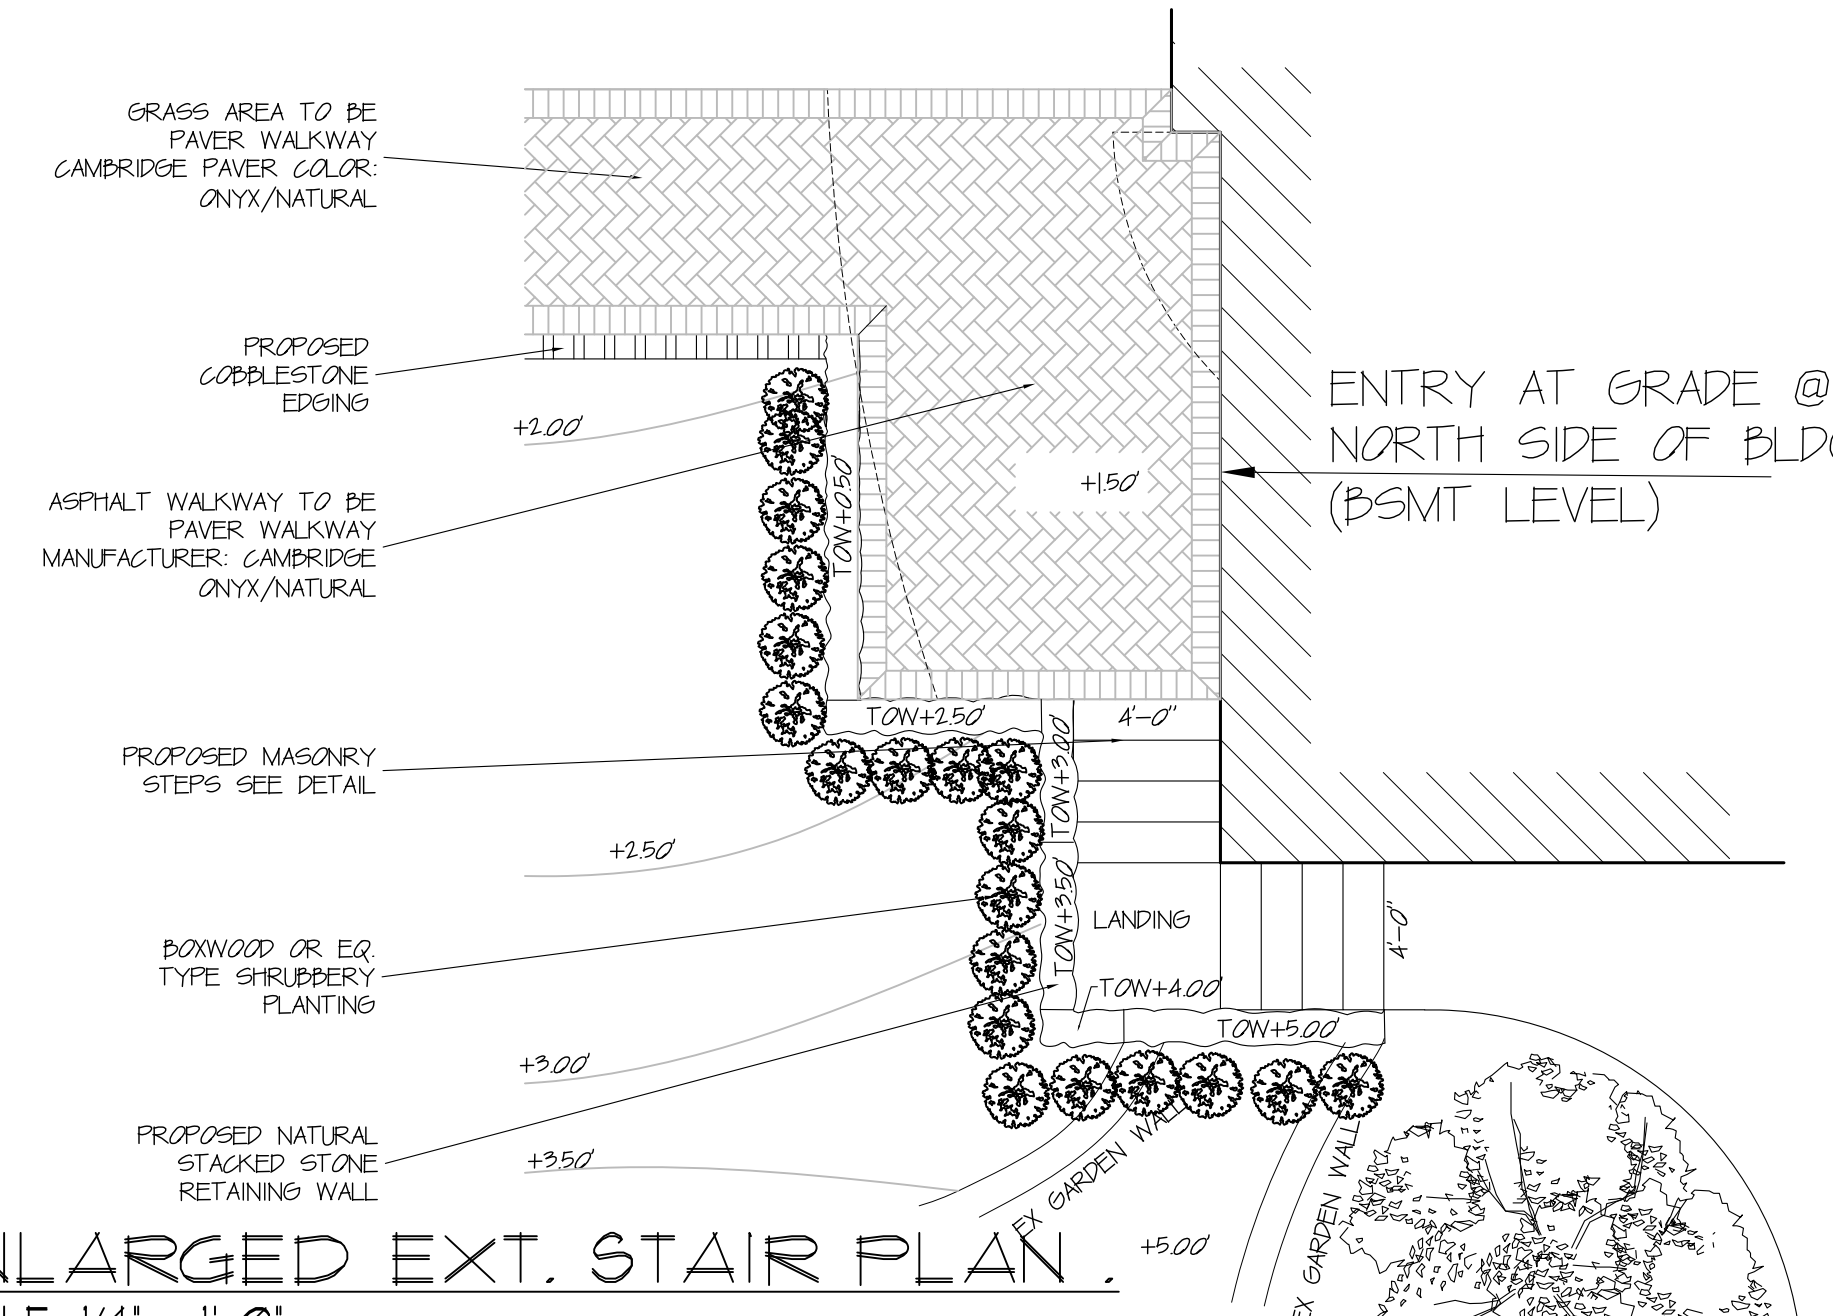 GRASS AREA TO BE
PAVER WALKWAY
CAMBRIDGE PAVER COLOR:
ONYX/NATURAL
PROPOSED
COBBLESTONE
EDGING
+2.00'
ENTRY AT GRADE @
NORTH SIDE OF
(BSMT LEVEL)
+1.50'
TOW+0.50'
ASPHALT WALKWAY TO BE
PAVER WALKWAY
MANUFACTURER: CAMBRIDGE
ONYX/NATURAL
TOW+2.50'
4'-0"
TOW+3.00'
PROPOSED MASONRY
STEPS SEE DETAIL
+2.50'
TOW+3.50'
LANDING
4'-0"
BOXWOOD OR EQ.
TYPE SHRUBBERY
PLANTING
TOW+4.00'
TOW+5.00'
+3.00'
PROPOSED NATURAL
STACKED STONE
RETAINING WALL
+3.50'
EX GARDEN WALL
EX GARDEN WALL
+5.00'
EXT. STAIR PLAN .